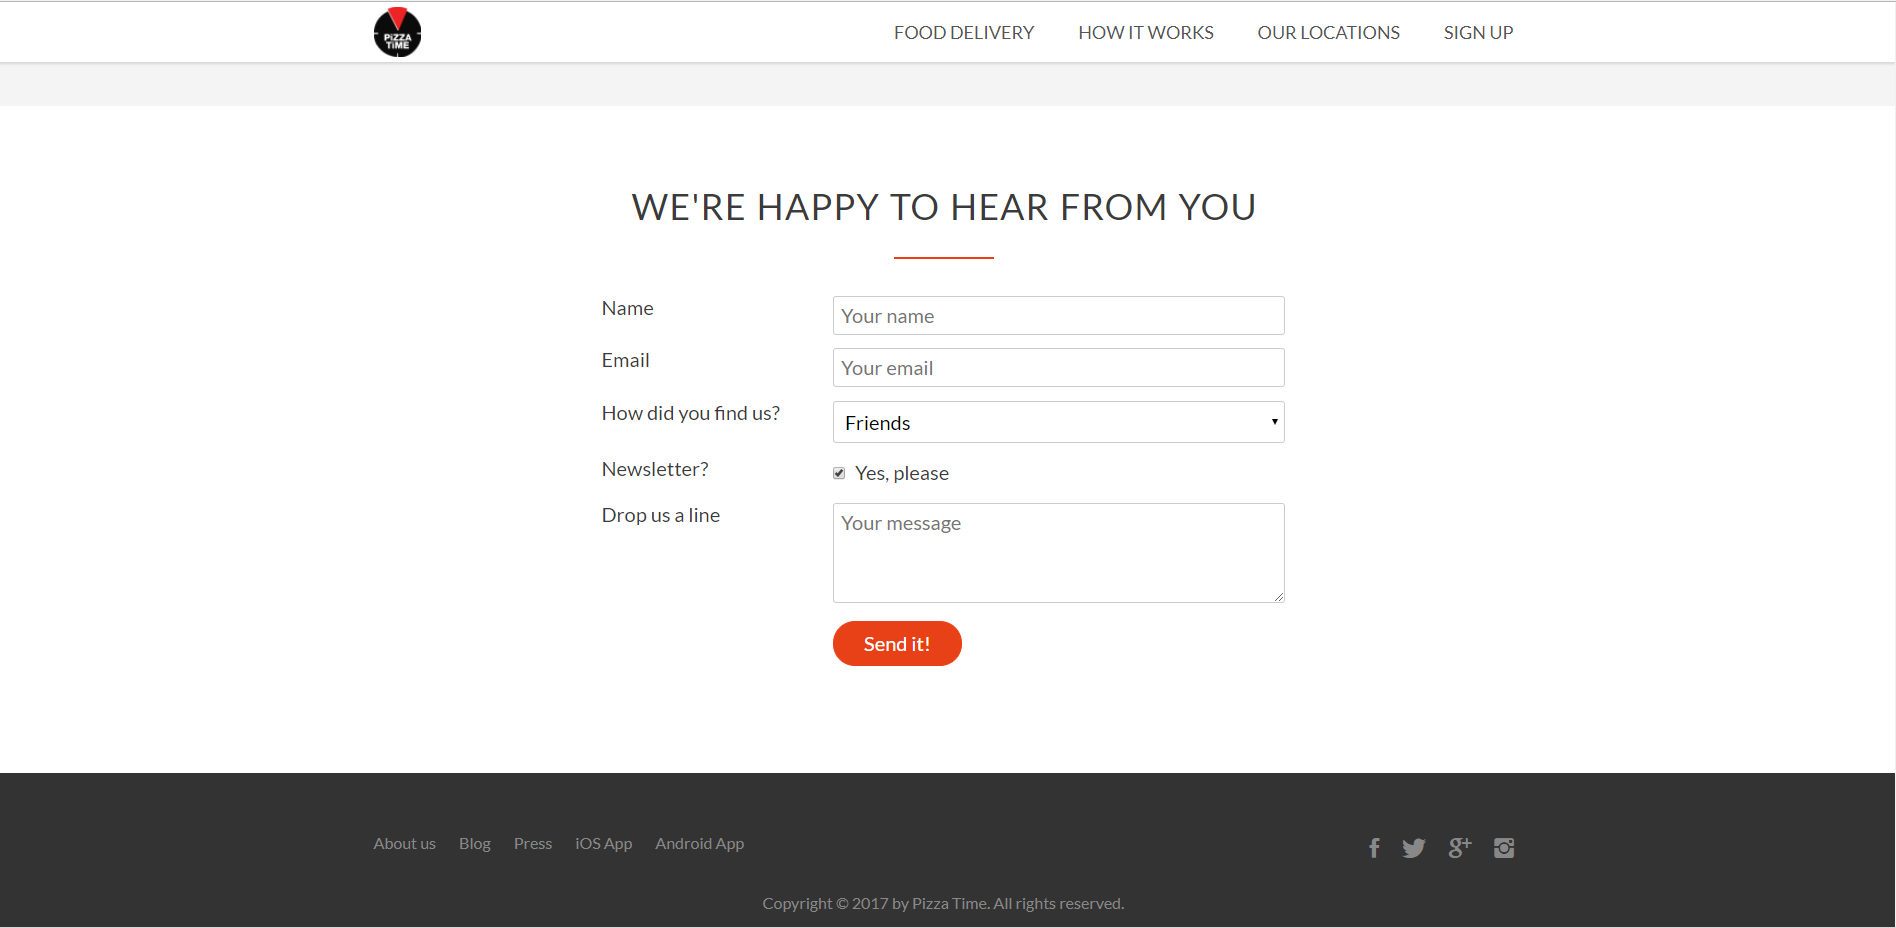 PiZZA
TiME
FOOD DELIVERY HOW IT WORKS OUR LOCATIONS SIGN UP
WE'RE HAPPY TO HEAR FROM YOU
Name
Your name
Email
Your email
How did you find us?
Friends
Newsletter?
Yes, please
Drop us a line
Your message
Send it!
About us Blog Press iOS App Android App
Copyright © 2017 by Pizza Time. All rights reserved.